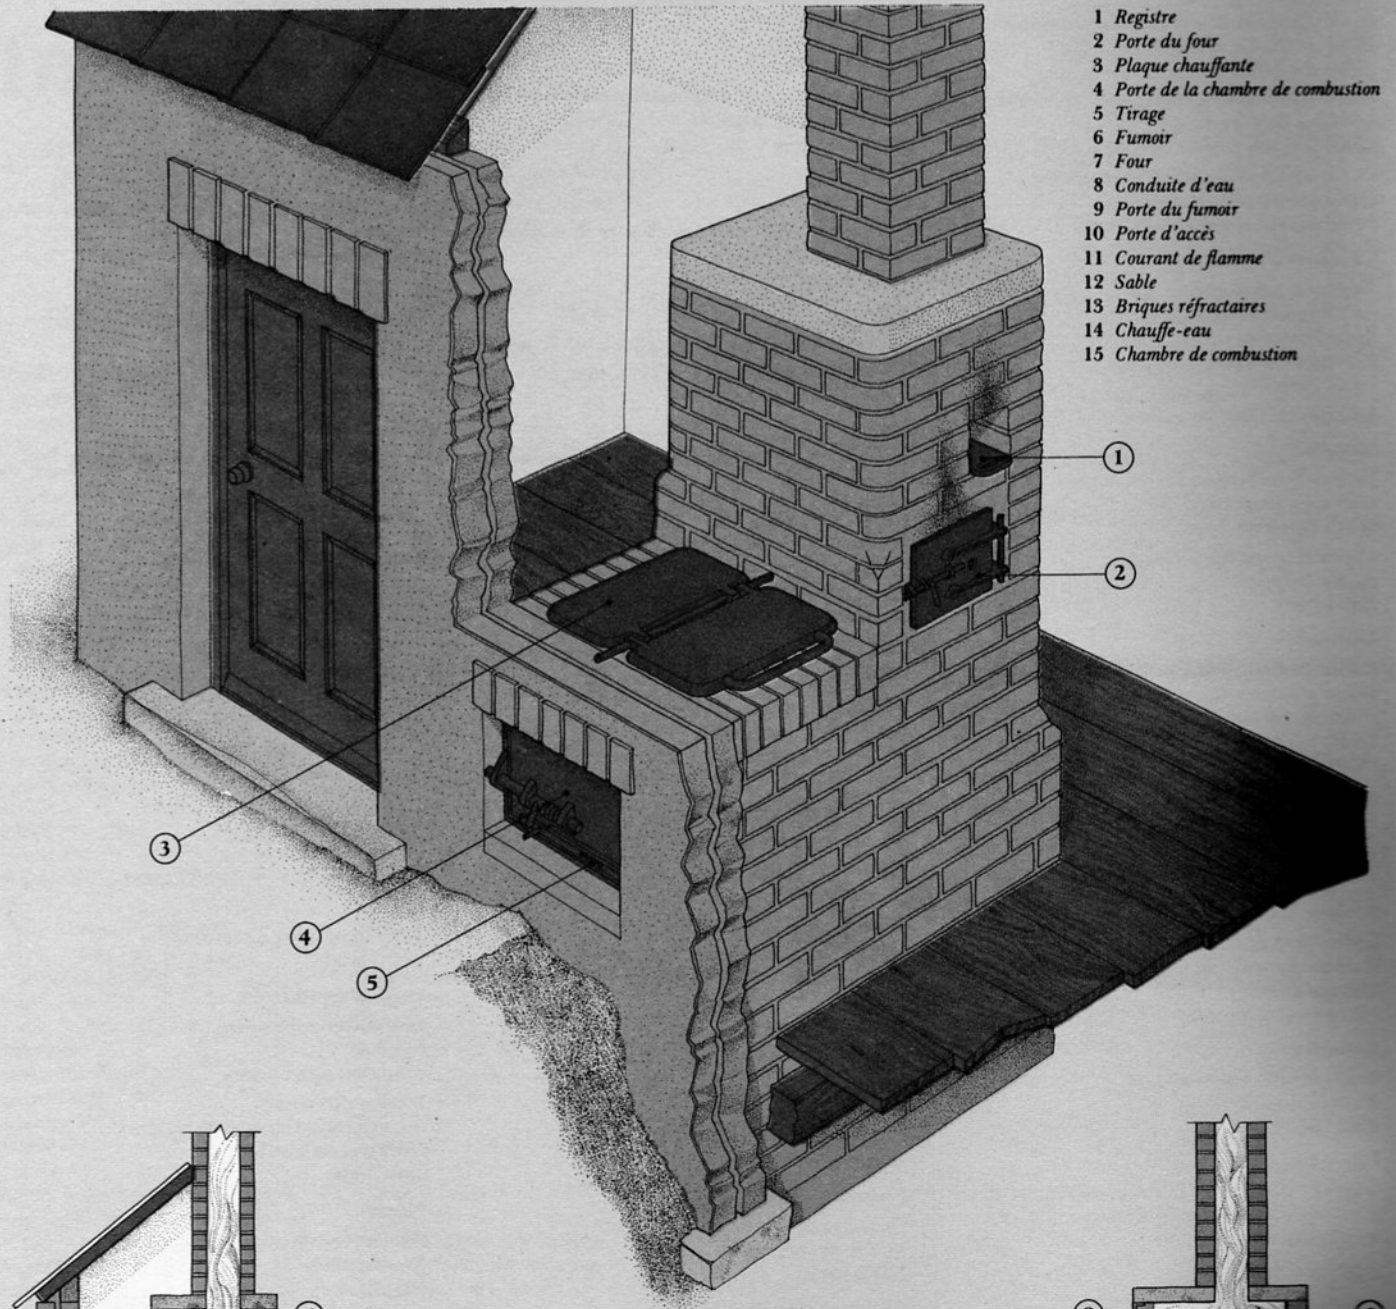 1 Registre
2 Porte du four
3 Plaque chauffante
4 Porte de la chambre de combustion
5 Tirage
6 Fumoir
7 Four
8 Conduite d'eau
9 Porte du fumoir
10 Porte d'accès
11 Courant de flamme
12 Sable
13 Briques réfractaires
14 Chauffe-eau
15 Chambre de combustion
1
2
3
4
5